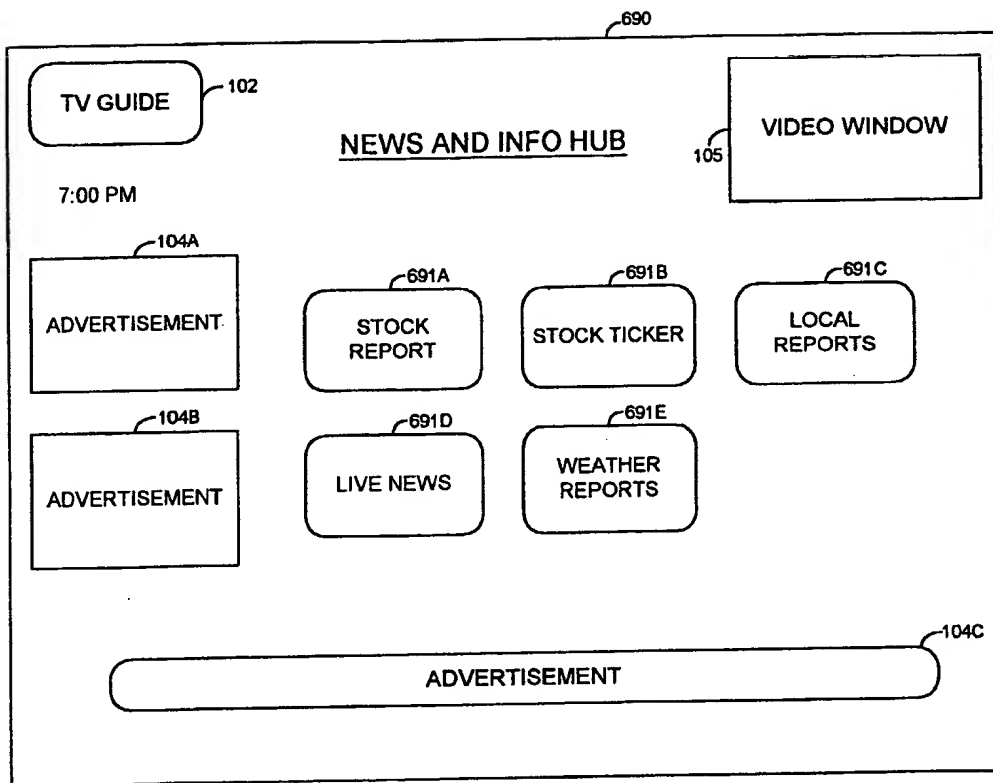 690
TV GUIDE
102
NEWS AND INFO HUB
105
VIDEO WINDOW
7:00 PM
104A
ADVERTISEMENT
691A
STOCK
REPORT
691B
STOCK TICKER
691C
LOCAL
REPORTS
104B
ADVERTISEMENT
691D
LIVE NEWS
691E
WEATHER
REPORTS
104C
ADVERTISEMENT